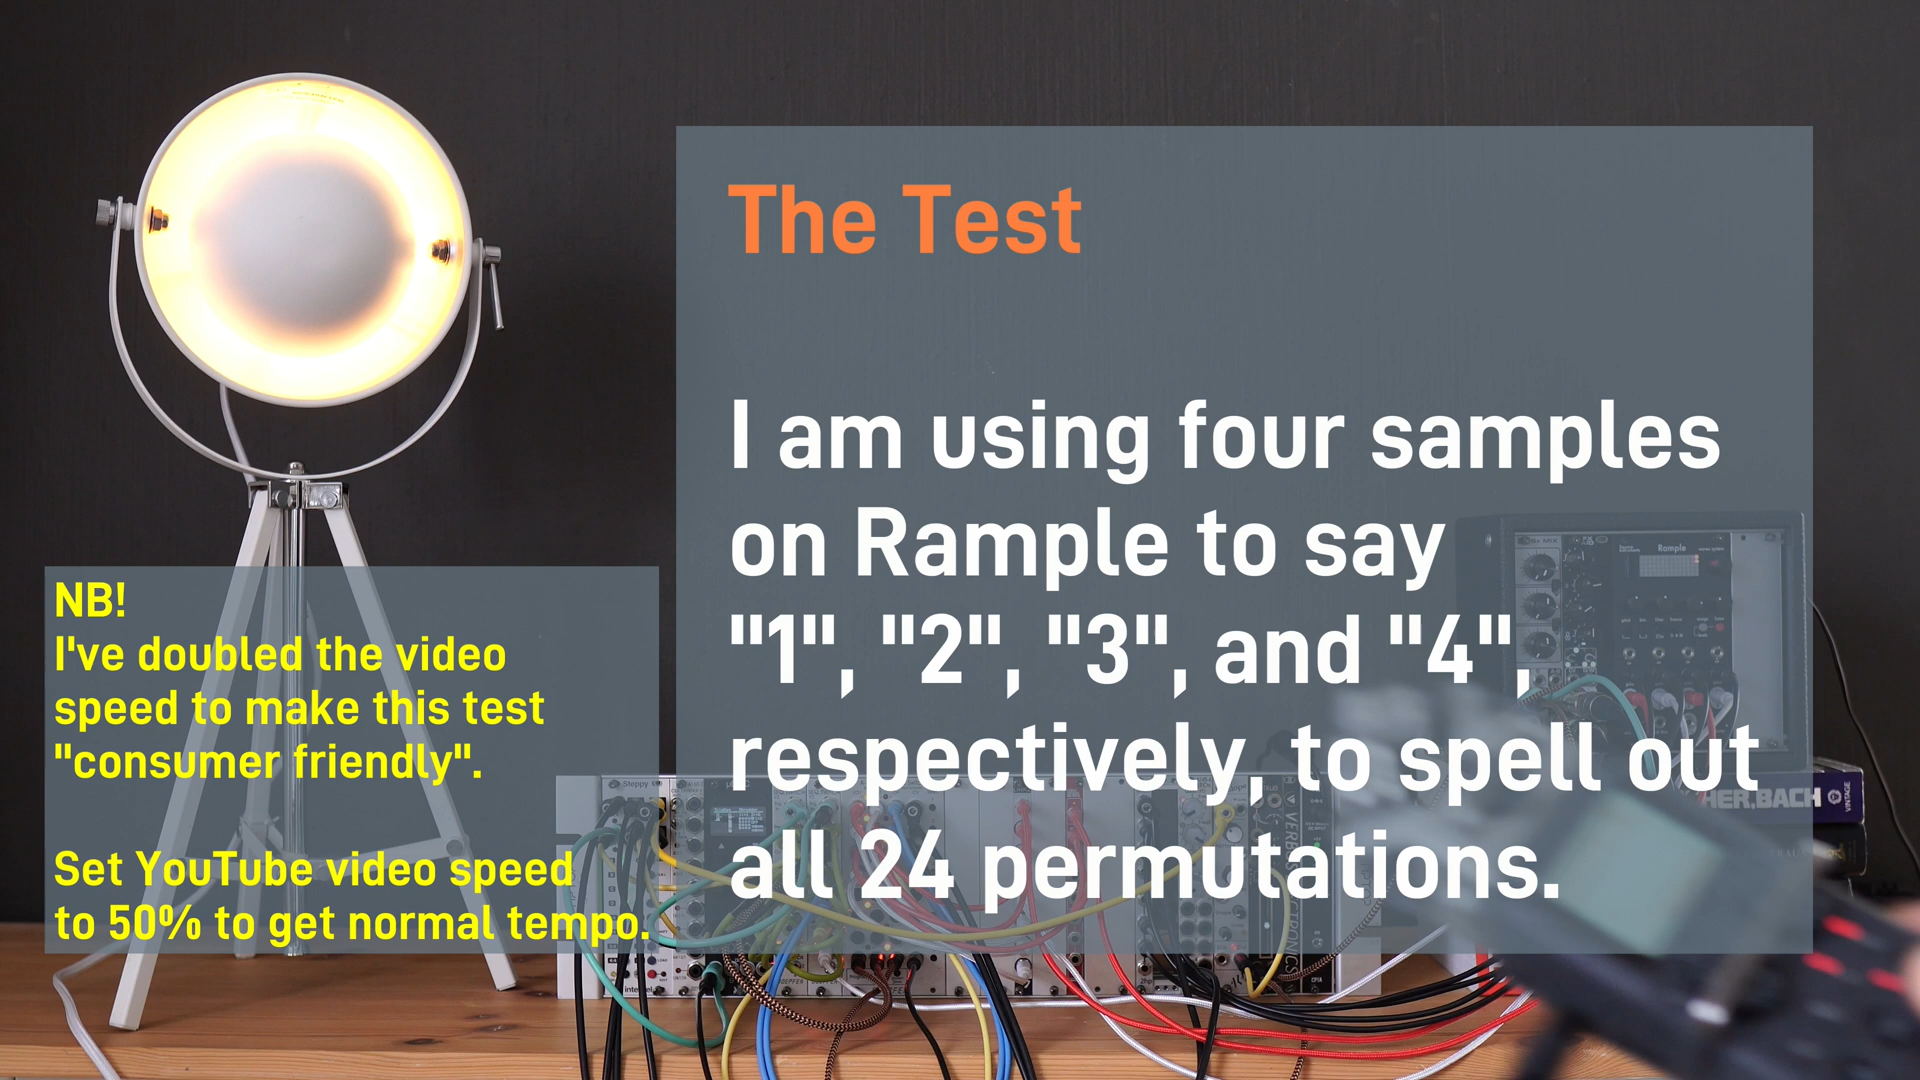 The Test
I am using four samples
on Rample to say
"1", "2", "3", and "4",
respectively, to spell out
all 24 permutations.
NB!
I've doubled the video
speed to make this test
"consumer friendly".
Set YouTube video speed
to 50% to get normal tempo.
Rample
Steppy
HER.BACH
VINTAGE